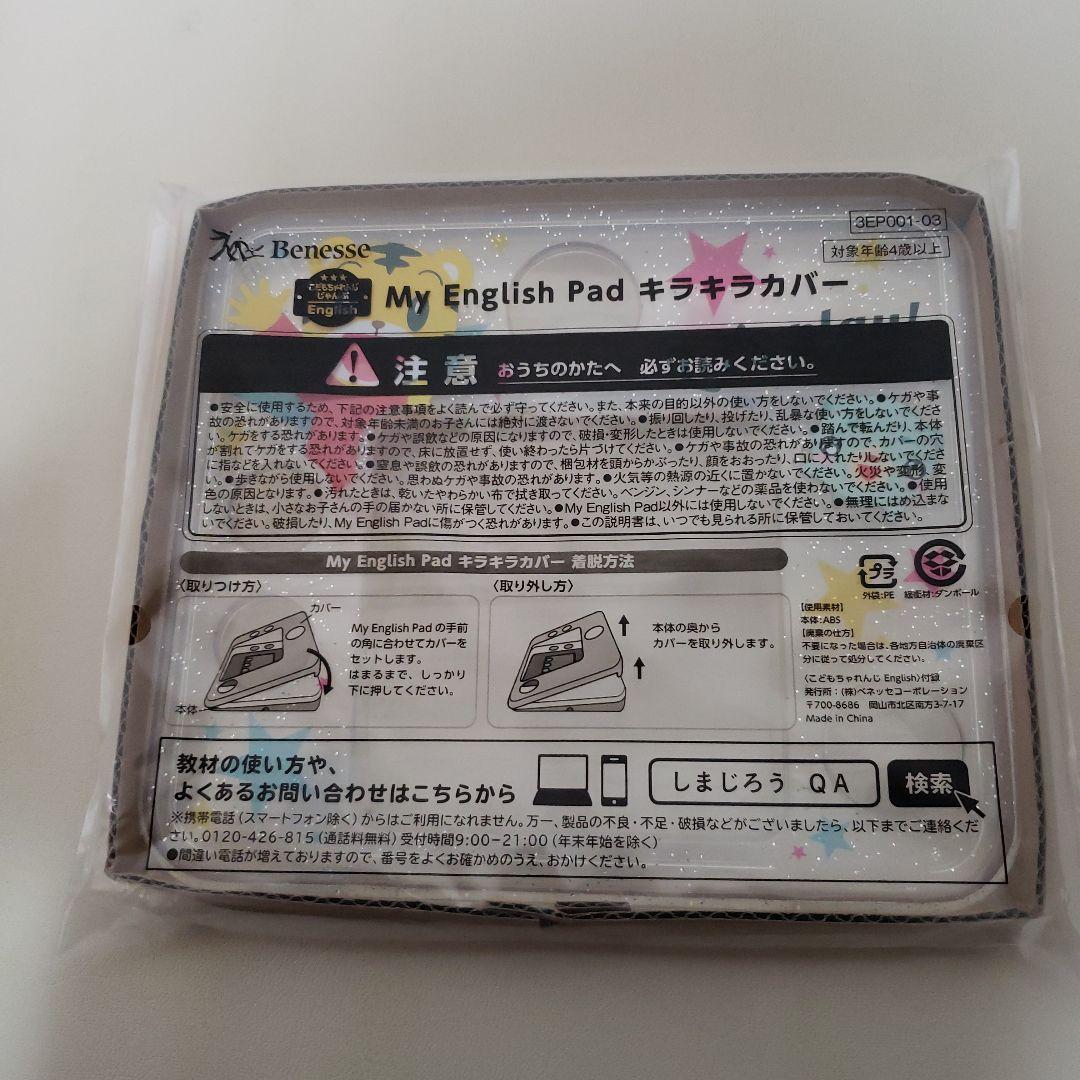 3EP001-03
Benesse
対象年齢4歳以上
こどもちゃれんじ
じゃんぷ
English
My English Pad キラキラカバー
play!
注意 おうちのかたへ 必ずお読みください。
●安全に使用するため、下記の注意事項をよく読んで必ず守ってください。また、本来の目的以外の使い方をしないでください。●ケガや事
故の恐れがありますので、対象年齢未満のお子さんには絶対に渡さないでください。●振り回したり、投げたり、乱暴な使い方をしないでくださ
い。ケガをする恐れがあります。●ケガや誤飲などの原因になりますので、破損・変形したときは使用しないでください。●踏んで転んだり、本体
が割れてケガをする恐れがありますので、床に放置せず、使い終わったら片づけてください。●ケガや事故の恐れがありますので、カバーの穴
に指などを入れないでください。●窒息や誤飲の恐れがありますので、梱包材を頭からかぶったり、顔をおおったり、口に入れたりしないでくださ
い。●歩きながら使用しないでください。思わぬケガや事故の恐れがあります。●火気等の熱源の近くに置かないでください。火災や変形、変
色の原因となります。●汚れたときは、乾いたやわらかい布で拭き取ってください。ベンジン、シンナーなどの薬品を使わないでください。●使用
しないときは、小さなお子さんの手の届かない所に保管してください。●My English Pad以外には使用しないでください。●無理にはめ込まな
いでください。破損したり、My English Padに傷がつく恐れがあります。●この説明書は、いつでも見られる所に保管しておいてください。
My English Pad キラキラカバー 着脱方法
〈取りつけ方〉
カバー
本体
My English Pad の手前
の角に合わせてカバーを
セットします。
はまるまで、しっかり
下に押してください。
〈取り外し方〉
本体の奥から
カバーを取り外します。
プラ
外袋:PE 緩衝材:ダンボール
【使用素材】
本体:ABS
【廃棄の仕方】
不要になった場合は、各地方自治体の廃棄区
分に従って処分してください。
〈こどもちゃれんじ English〉付録
発行所:(株)ベネッセコーポレーション
〒700-8686 岡山市北区南方3-7-17
Made in China
教材の使い方や、
よくあるお問い合わせはこちらから
しまじろう QA 検索
※携帯電話(スマートフォン除く)からはご利用になれません。万一、製品の不良・不足・破損などがございましたら、以下までご連絡くだ
さい。0120-426-815(通話料無料)受付時間9:00−21:00(年末年始を除く)
●間違い電話が増えておりますので、番号をよくお確かめのうえ、おかけください。